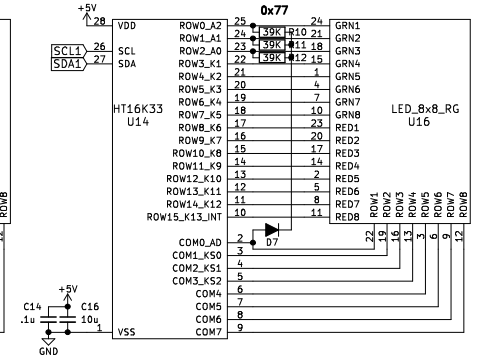 0x77
+5V
28 VDD ROW0_A2 25 39K R10 24 GRN1
ROW1_A1 24 39K R11 21 GRN2
SCL1 26 SCL ROW2_A0 23 39K R12 18 GRN3
SDA1 27 SDA ROW3_K1 22 15 GRN4
ROW4_K2 21 1 GRN5
ROW5_K3 20 4 GRN6
ROW6_K4 19 7 GRN7
HT16K33 ROW7_K5 18 10 GRN8 LED_8x8_RG
U14 ROW8_K6 17 23 RED1 U16
ROW9_K7 16 20 RED2
ROW10_K8 15 17 RED3
ROW11_K9 14 14 RED4
ROW12_K10 13 2 RED5
ROW13_K11 12 5 RED6
ROW14_K12 11 8 RED7
ROW15_K13_INT 10 11 RED8
ROW8 ROW1 ROW2 ROW3 ROW4 ROW5 ROW6 ROW7 ROW8
12 22 19 16 13 3 6 9 12
COM0_AD 2 D7
COM1_KS0 3
COM2_KS1 4
COM3_KS2 5
+5V COM4 6
C14 C16 COM5 7
.1u 10u COM6 8
1 VSS COM7 9
GND